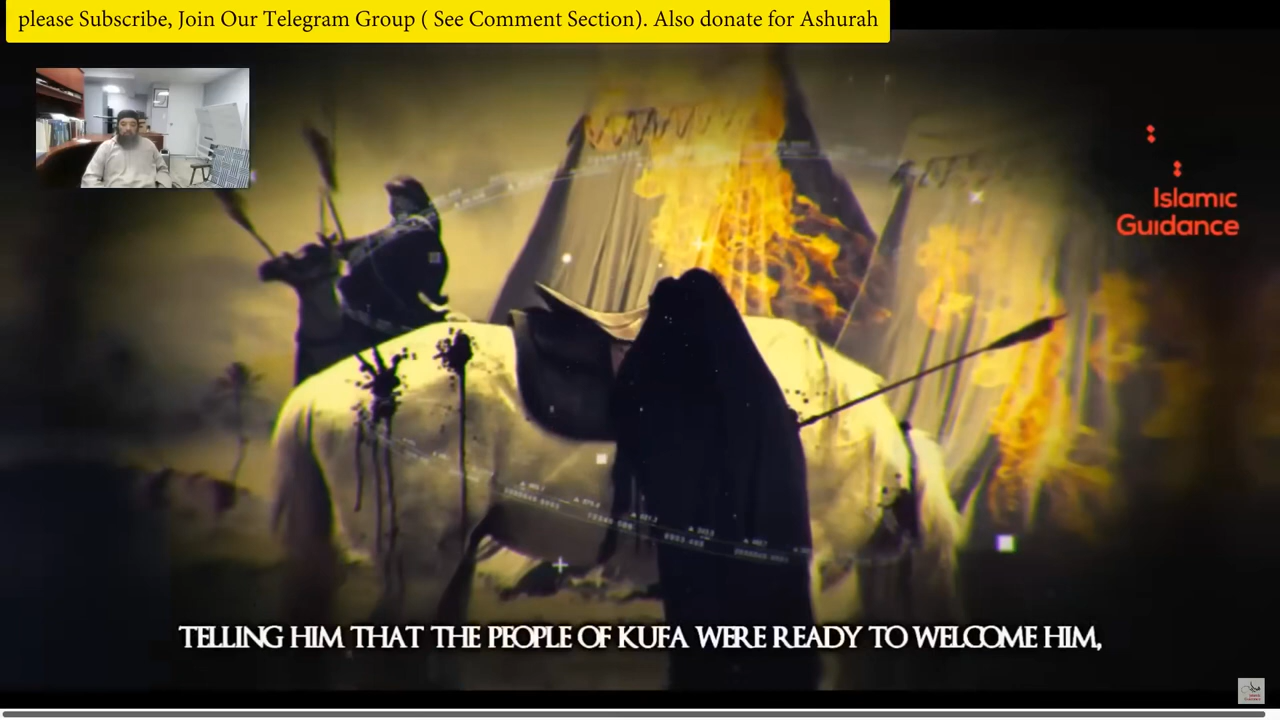 please Subscribe, Join Our Telegram Group ( See Comment Section). Also donate for Ashurah
Islamic
Guidance
TELLING HIM THAT THE PEOPLE OF KUFA WERE READY TO WELCOME HIM,